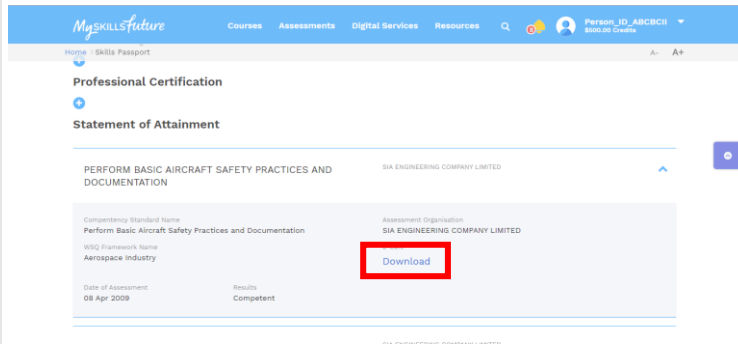 MySKILLSfuture
Courses Assessments Digital Services Resources
8
Person_ID_ABCBCII
$500.00 Credits
Home Skills Passport
A- A+
Professional Certification
Statement of Attainment
PERFORM BASIC AIRCRAFT SAFETY PRACTICES AND
DOCUMENTATION
SIA ENGINEERING COMPANY LIMITED
Compentency Standard Name
Perform Basic Aircraft Safety Practices and Documentation
Assessment Organisation
SIA ENGINEERING COMPANY LIMITED
WSQ Framework Name
Aerospace Industry
Download
Date of Assessment
08 Apr 2009
Results
Competent
SIA ENGINEERING COMPANY LIMITED